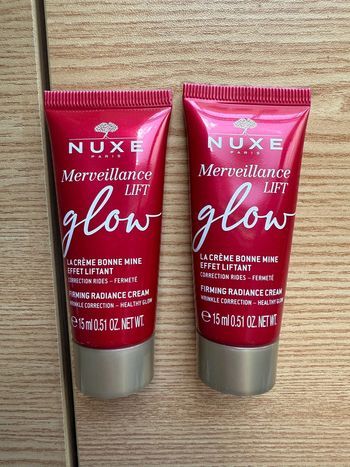 NUXE
PARIS
Merveillance
LIFT
glow
LA CRÈME BONNE MINE
EFFET LIFTANT
CORRECTION RIDES – FERMETÉ
FIRMING RADIANCE CREAM
WRINKLE CORRECTION – HEALTHY GLOW
℮ 15 ml 0.51 OZ. NET WT.
NUXE
PARIS
Merveillance
LIFT
glow
LA CRÈME BONNE MINE
EFFET LIFTANT
CORRECTION RIDES – FERMETÉ
FIRMING RADIANCE CREAM
WRINKLE CORRECTION – HEALTHY GLOW
℮ 15 ml 0.51 OZ. NET WT.